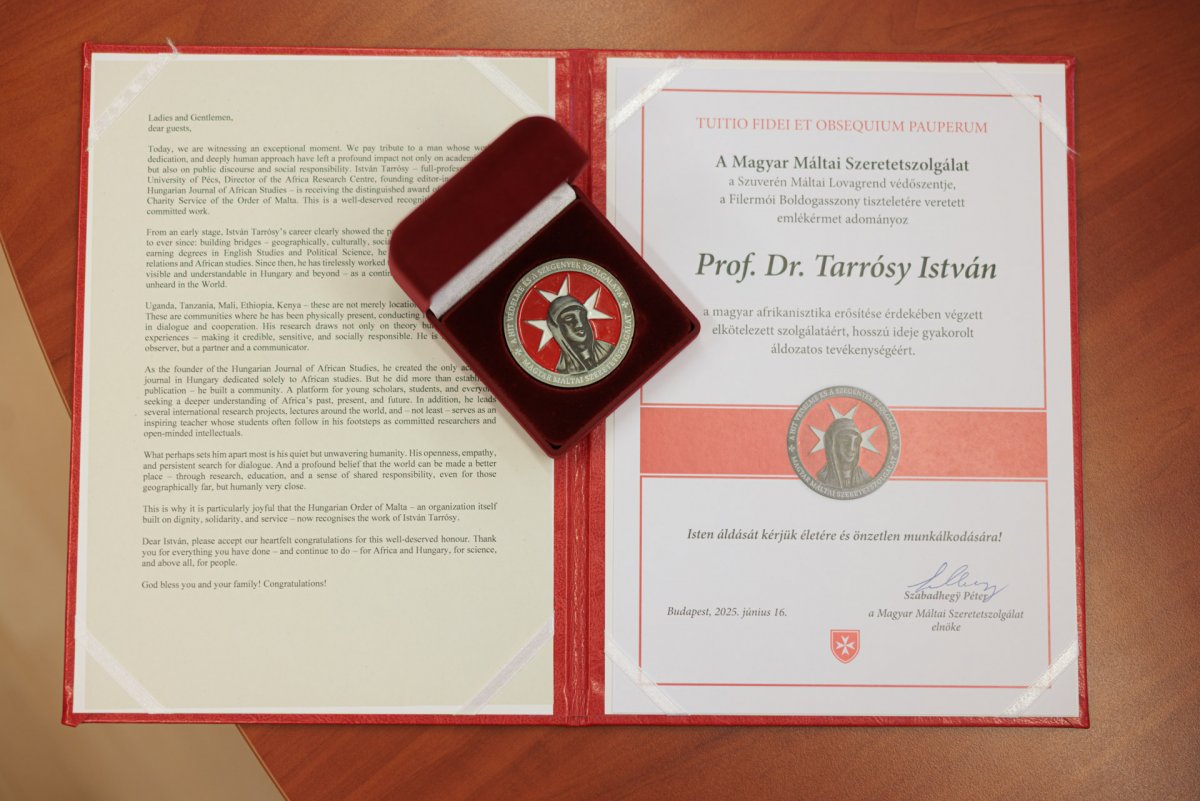 Ladies and Gentlemen,
dear guests,
Today, we are witnessing an exceptional moment. We pay tribute to a man whose
dedication, and deeply human approach have left a profound impact not only on
but also on public discourse and social responsibility. István Tarrósy –
University of Pécs, Director of the Africa Research Centre, founding
Hungarian Journal of African Studies – is receiving the distinguished award
Charity Service of the Order of Malta. This is a well-deserved
committed work.
From an early stage, István Tarrósy's career clearly showed the
to ever since: building bridges – geographically, culturally,
earning degrees in English Studies and Political Science, he
relations and African studies. Since then, he has tirelessly worked
visible and understandable in Hungary and beyond – as a
unheard in the World.
Uganda, Tanzania, Mali, Ethiopia, Kenya – these are not merely
These are communities where he has been physically present, conducting
in dialogue and cooperation. His research draws not only on theory
experiences – making it credible, sensitive, and socially responsible. He is
observer, but a partner and a communicator.
As the founder of the Hungarian Journal of African Studies, he created the only
journal in Hungary dedicated solely to African studies. But he did more than
publication – he built a community. A platform for young scholars, students, and
seeking a deeper understanding of Africa's past, present, and future. In addition, he leads
several international research projects, lectures around the world, and – not least – serves as an
inspiring teacher whose students often follow in his footsteps as committed researchers and
open-minded intellectuals.
What perhaps sets him apart most is his quiet but unwavering humanity. His openness, empathy,
and persistent search for dialogue. And a profound belief that the world can be made a better
place – through research, education, and a sense of shared responsibility, even for those
geographically far, but humanly very close.
This is why it is particularly joyful that the Hungarian Order of Malta – an organization itself
built on dignity, solidarity, and service – now recognises the work of István Tarrósy.
Dear István, please accept our heartfelt congratulations for this well-deserved honour. Thank
you for everything you have done – and continue to do – for Africa and Hungary, for science,
and above all, for people.
God bless you and your family! Congratulations!
A HIT VÉDELME ÉS A SZEGÉNYEK SZOLGÁLATA
MAGYAR MÁLTAI SZERETETSZOLGÁLAT
TUITIO FIDEI ET OBSEQUIUM PAUPERUM
A Magyar Máltai Szeretetszolgálat
a Szuverén Máltai Lovagrend védőszentje,
a Filermói Boldogasszony tiszteletére veretett
emlékérmet adományoz
Prof. Dr. Tarrósy István
a magyar afrikanisztika erősítése érdekében végzett
elkötelezett szolgálatáért, hosszú ideje gyakorolt
áldozatos tevékenységéért.
A HIT VÉDELME ÉS A SZEGÉNYEK SZOLGÁLATA
MAGYAR MÁLTAI SZERETETSZOLGÁLAT
Isten áldását kérjük életére és önzetlen munkálkodására!
Szabadhegÿ Péter
Budapest, 2025. június 16.
a Magyar Máltai Szeretetszolgálat
elnöke